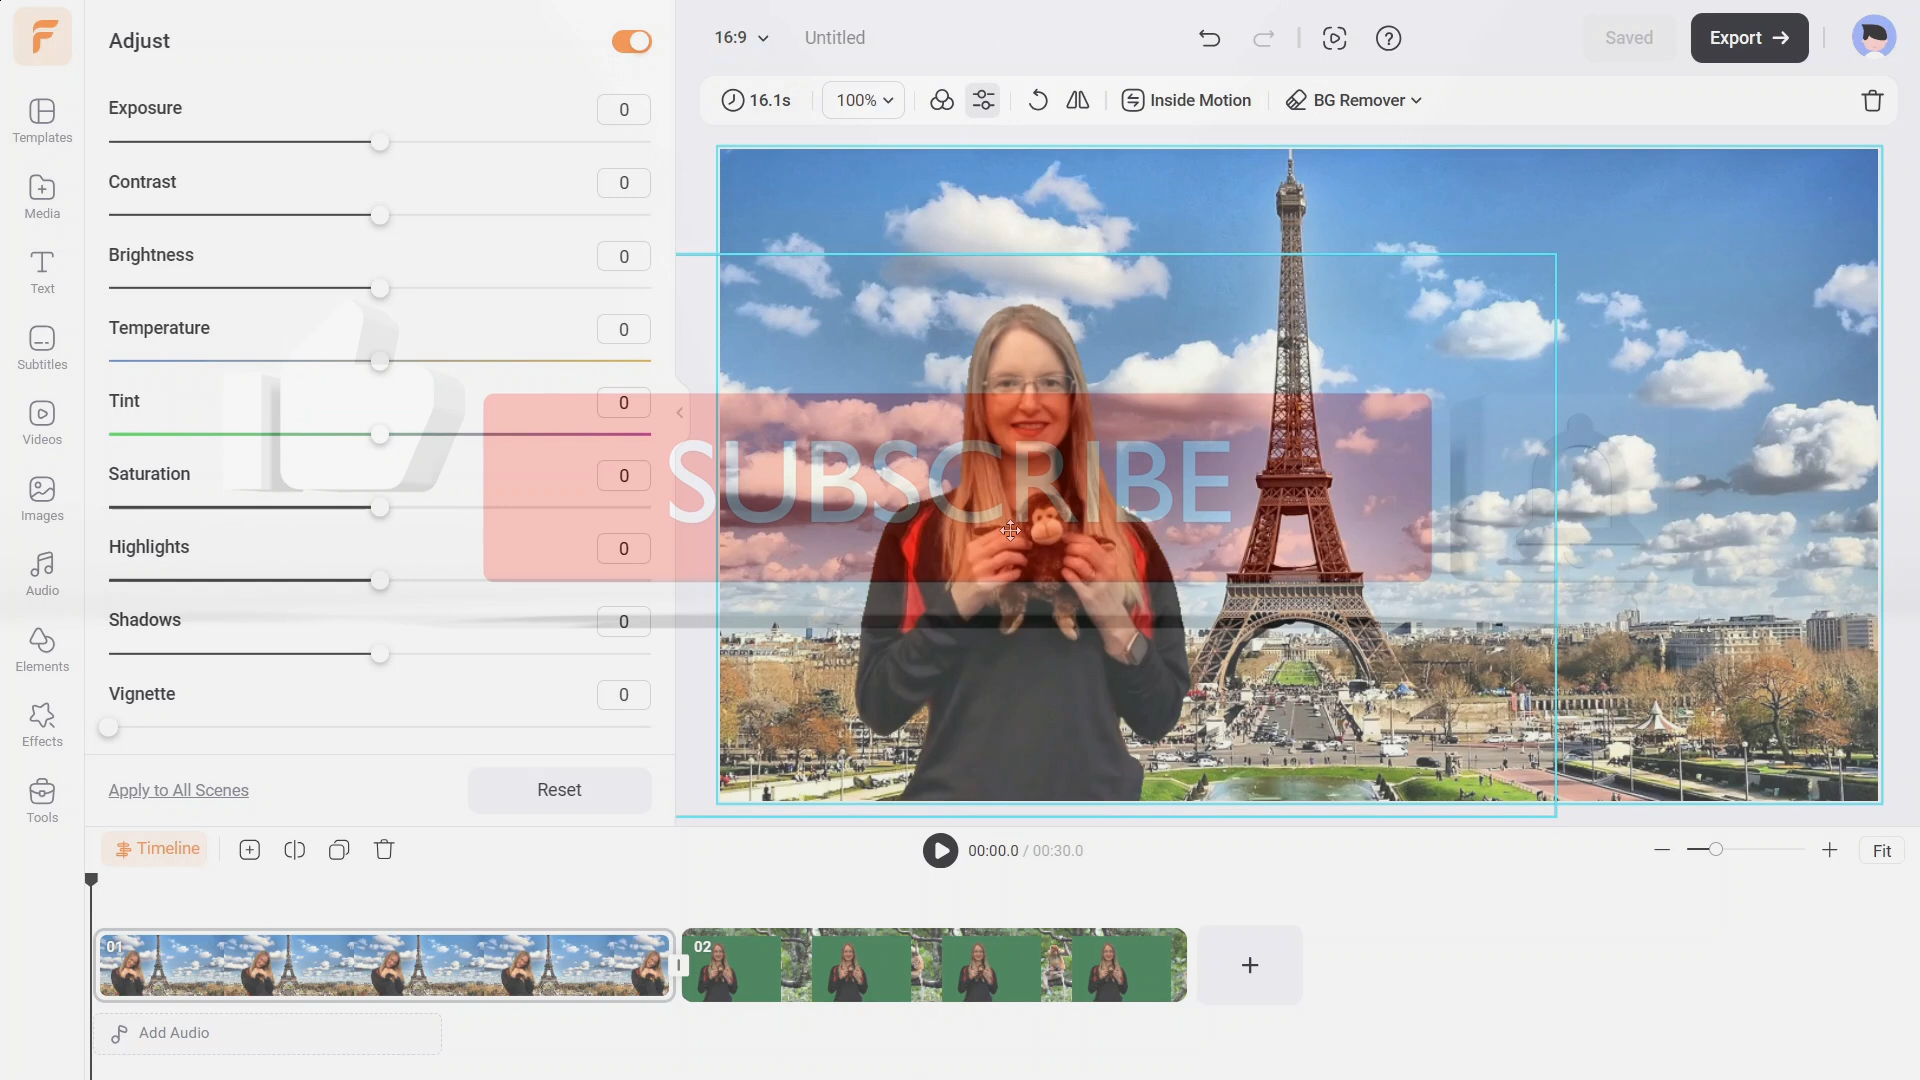 Adjust
16:9
Untitled
Saved
Export
Templates
Media
Text
Subtitles
Videos
Images
Audio
Elements
Effects
Tools
Exposure
0
Contrast
0
Brightness
0
Temperature
0
Tint
0
Saturation
0
Highlights
0
Shadows
0
Vignette
0
Apply to All Scenes
Reset
16.1s
100%
Inside Motion
BG Remover
SUBSCRIBE
Timeline
00:00.0 / 00:30.0
Fit
01
02
Add Audio